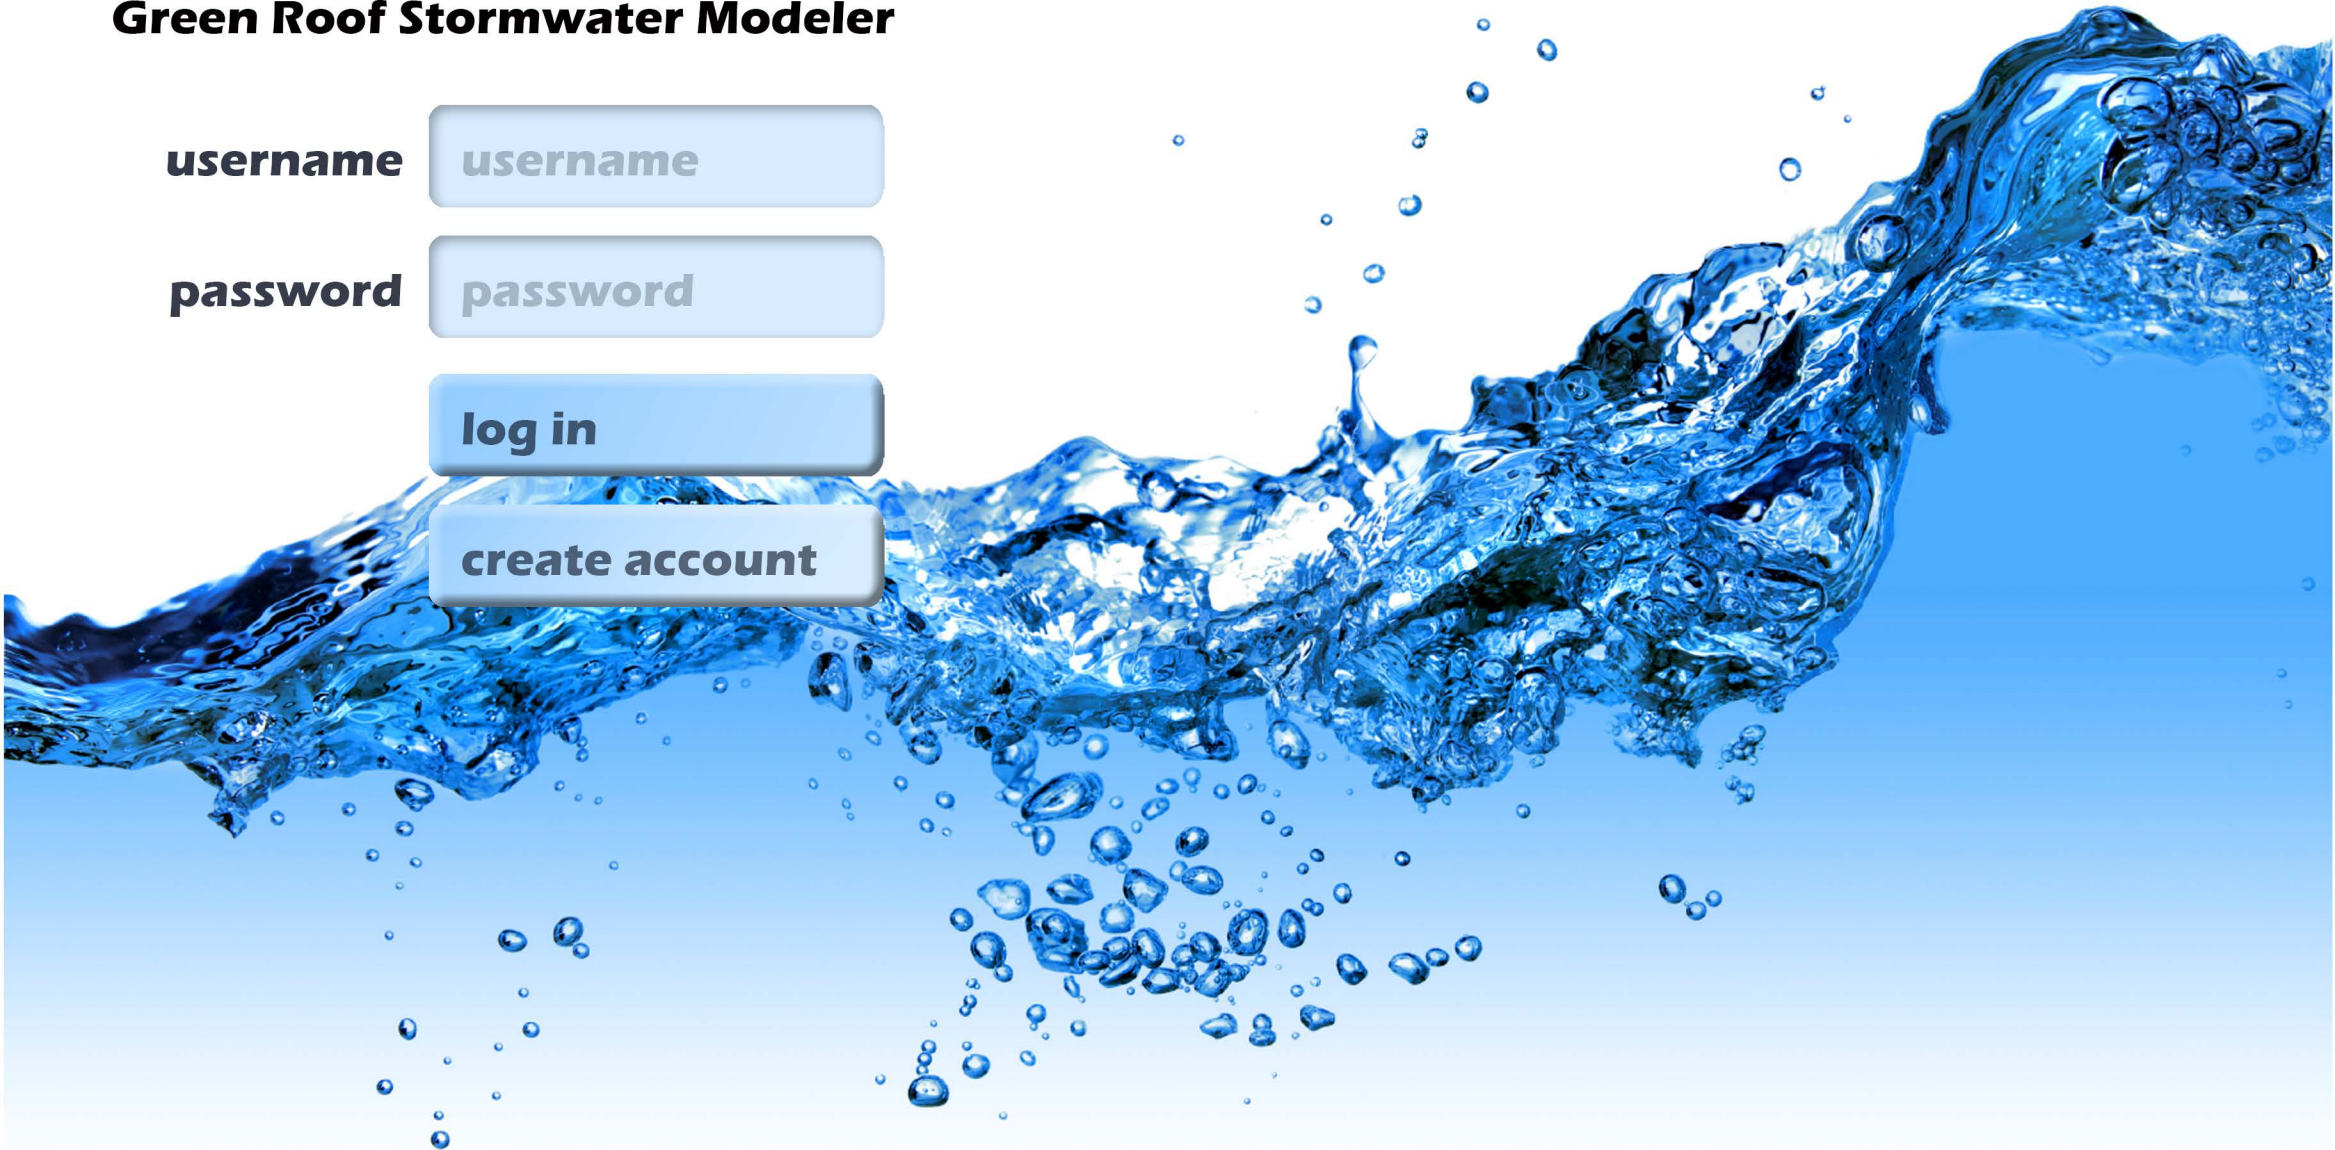 Green Roof Stormwater Modeler
username username
password password
log in
create account